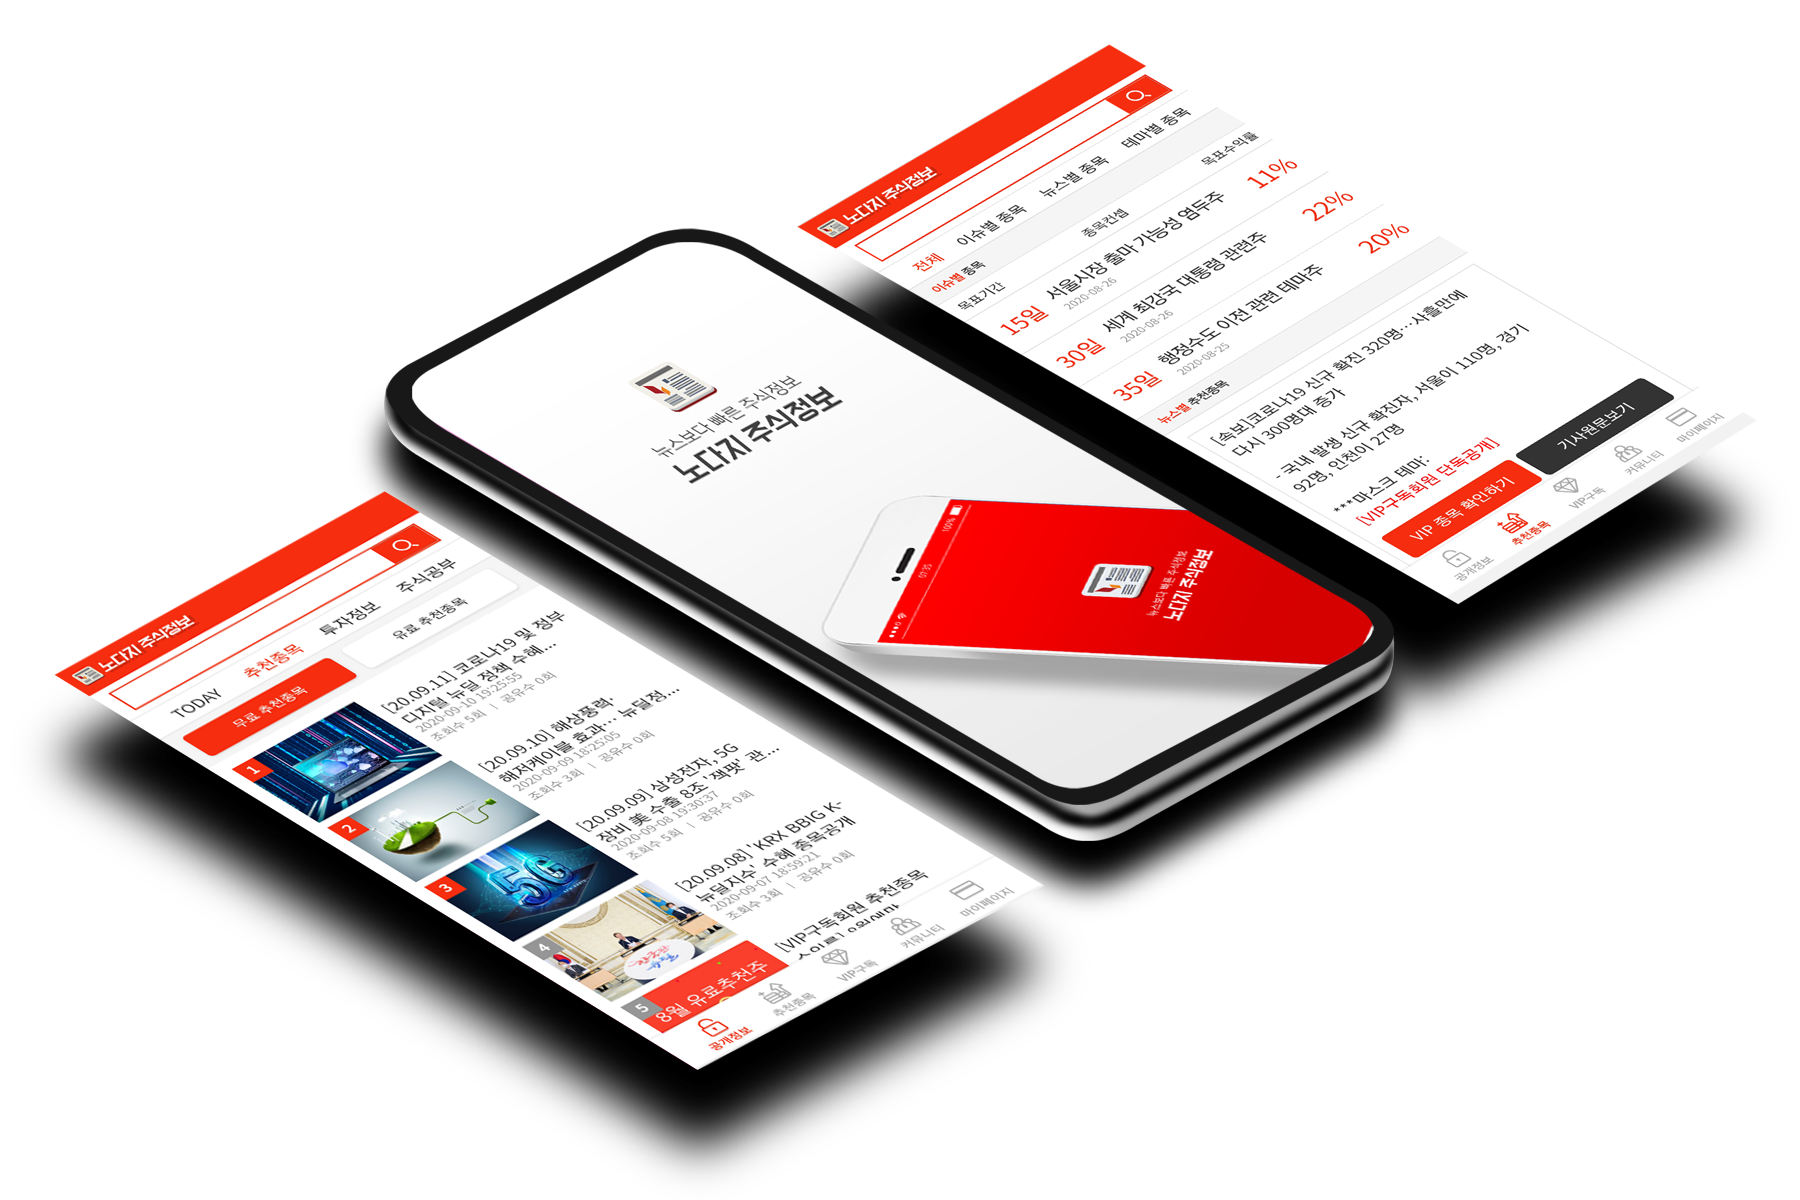 노다지 주식정보
TODAY
추천종목
투자정보
주식공부
무료 추천종목
유료 추천종목
1
[20.09.11] 코로나19 및 정부
디지털 뉴딜 정책 수혜...
2020-09-10 19:25:55
조회수 5회 | 공유수 0회
2
[20.09.10] 해상풍력,
해저케이블 효과… 뉴딜정...
2020-09-09 18:25:05
조회수 3회 | 공유수 0회
3
5G
[20.09.09] 삼성전자, 5G
장비 美 수출 8조 '잭팟' 관...
2020-09-08 19:30:37
조회수 5회 | 공유수 0회
4
[20.09.08] 'KRX BBIG K-
뉴딜지수' 수혜 종목공개
2020-09-07 18:59:21
조회수 3회 | 공유수 0회
5
8월 유료추천주
[VIP구독회원 추천종목
공개정보
추천종목
VIP구독
커뮤니티
마이페이지
뉴스보다 빠른 주식정보
노다지 주식정보
07:35
100%
뉴스보다 빠른 주식정보
노다지 주식정보
노다지 주식정보
전체
이슈별 종목
뉴스별 종목
테마별 종목
이슈별 종목
목표기간
종목컨셉
목표수익률
15일
서울시장 출마 가능성 염두주
2020-08-26
11%
30일
세계 최강국 대통령 관련주
2020-08-26
22%
35일
행정수도 이전 관련 테마주
2020-08-25
20%
뉴스별 추천종목
[속보]코로나19 신규 확진 320명…사흘만에
다시 300명대 증가
- 국내 발생 신규 확진자, 서울이 110명, 경기
92명, 인천이 27명
***마스크 테마:
[VIP구독회원 단독공개]
VIP 종목 확인하기
기사원문보기
공개정보
추천종목
VIP구독
커뮤니티
마이페이지